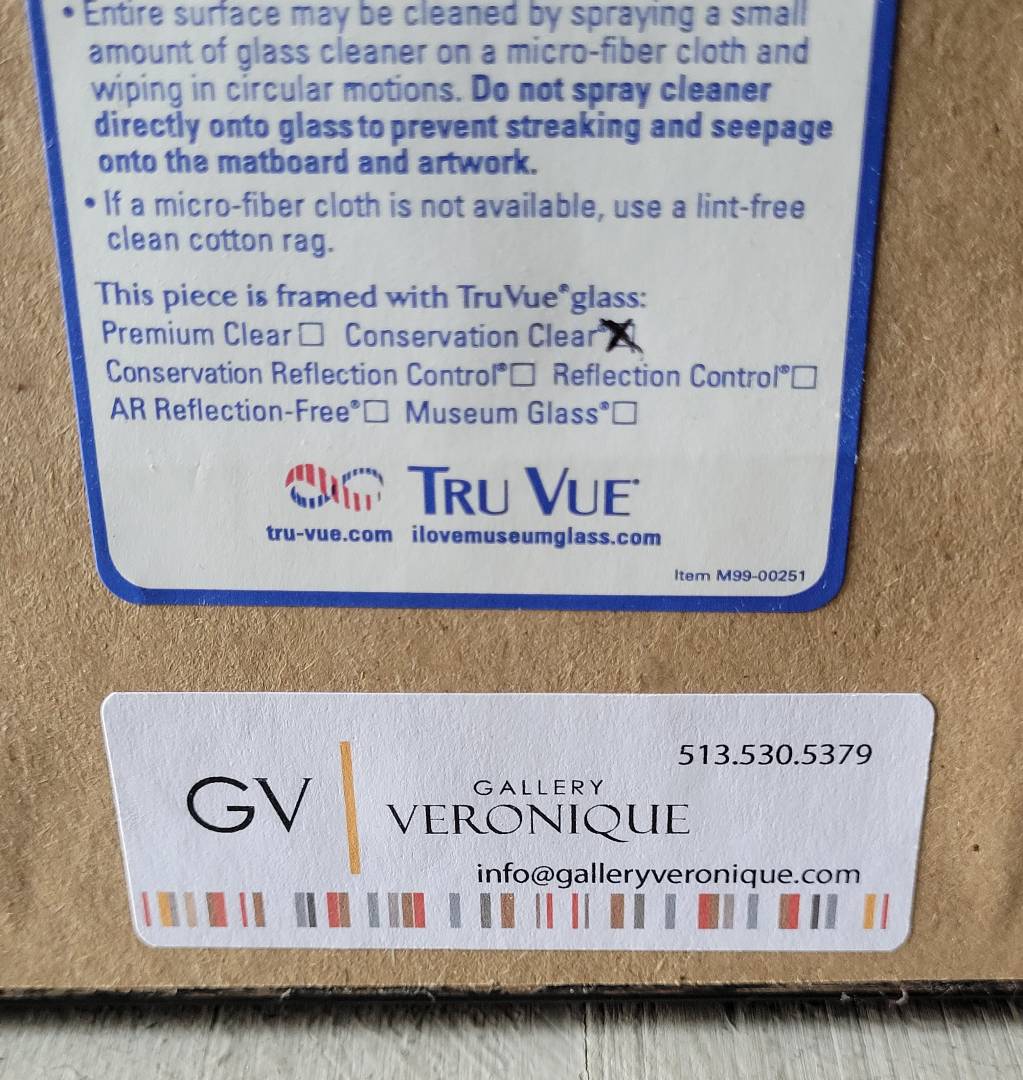 • Entire surface may be cleaned by spraying a small
amount of glass cleaner on a micro-fiber cloth and
wiping in circular motions. Do not spray cleaner
directly onto glass to prevent streaking and seepage
onto the matboard and artwork.
• If a micro-fiber cloth is not available, use a lint-free
clean cotton rag.
This piece is framed with Tru Vue® glass:
Premium Clear ☐ Conservation Clear® ☒
Conservation Reflection Control® ☐ Reflection Control® ☐
AR Reflection-Free® ☐ Museum Glass® ☐
TRU VUE®
tru-vue.com ilovemuseumglass.com
Item M99-00251
513.530.5379
GV
GALLERY
VERONIQUE
info@galleryveronique.com